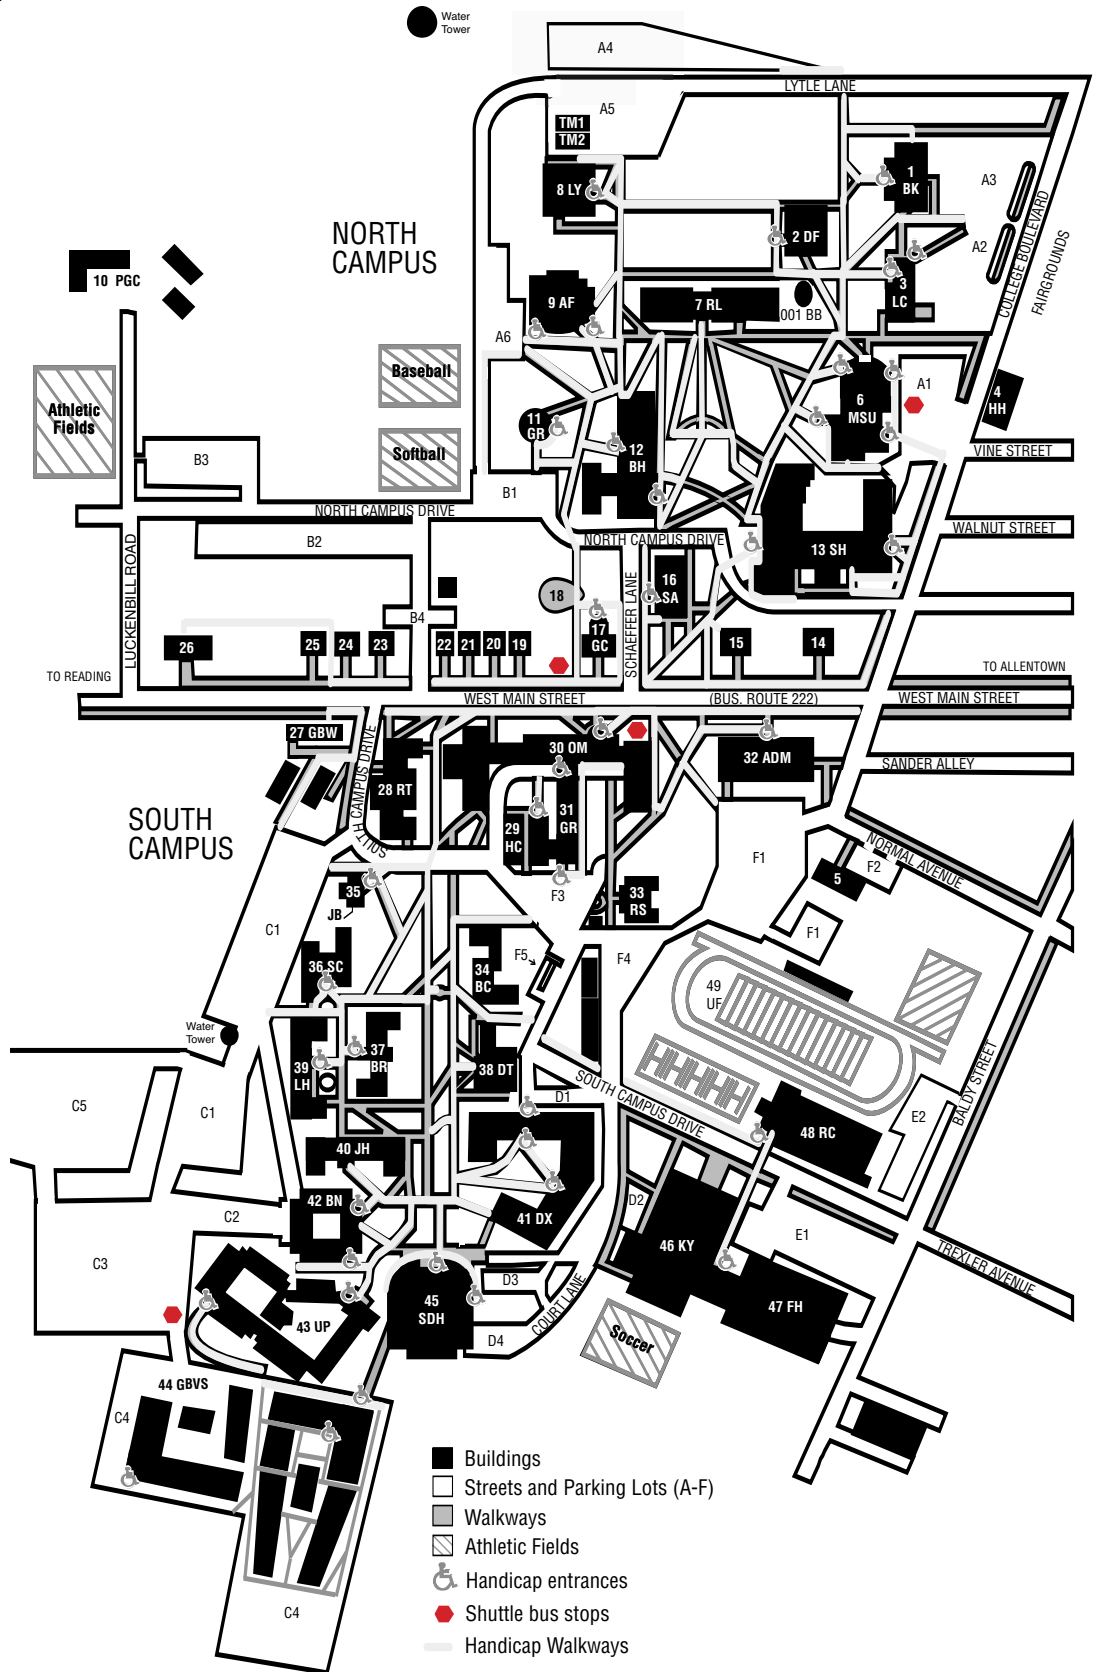 Water
Tower
A4
LYTLE LANE
A5
TM1
TM2
1
BK
A3
8 LY
COLLEGE BOULEVARD
FAIRGROUNDS
NORTH
CAMPUS
2 DF
A2
10 PGC
3
LC
9 AF
7 RL
001 BB
A6
Baseball
A1
4
HH
6
MSU
Athletic
Fields
11
GR
Softball
12
BH
VINE STREET
B3
B1
NORTH CAMPUS DRIVE
WALNUT STREET
B2
NORTH CAMPUS DRIVE
13 SH
LUCKENBILL ROAD
16
SA
18
SCHAEFFER LANE
B4
17
GC
26
25
24
23
22
21
20
19
15
14
TO READING
TO ALLENTOWN
WEST MAIN STREET
(BUS. ROUTE 222)
WEST MAIN STREET
27 GBW
30 OM
32 ADM
SANDER ALLEY
SOUTH CAMPUS DRIVE
28 RT
31
GR
29
HC
SOUTH
CAMPUS
F1
NORMAL AVENUE
F2
5
35
JB
F3
33
RS
C1
F1
36 SC
F5
F4
34
BC
49
UF
Water
Tower
37
BR
39
LH
38 DT
SOUTH CAMPUS DRIVE
BALDY STREET
C5
C1
D1
E2
48 RC
40 JH
42 BN
D2
41 DX
C2
46 KY
E1
C3
TREXLER AVENUE
D3
45
SDH
COURT LANE
47 FH
43 UP
D4
Soccer
44 GBVS
C4
Buildings
Streets and Parking Lots (A-F)
Walkways
Athletic Fields
Handicap entrances
C4
Shuttle bus stops
Handicap Walkways